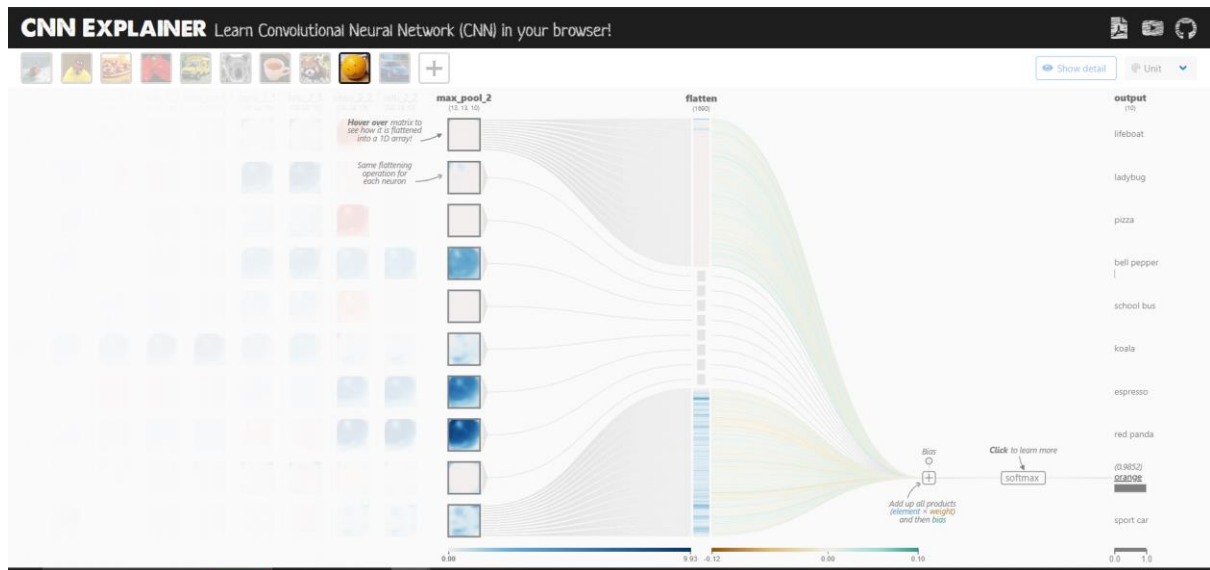 CNN EXPLAINER Learn Convolutional Neural Network (CNN) in your browser!
Show detail
Unit
max_pool_2
(13, 13, 10)
flatten
(1690)
output
(10)
Hover over matrix to
see how it is flattened
into a 1D array!
Same flattening
operation for
each neuron
lifeboat
ladybug
pizza
bell pepper
school bus
koala
espresso
red panda
(0.9852)
orange
sport car
Bias
Click to learn more
softmax
Add up all products
(element × weight)
and then bias
0.00
9.93
-0.12
0.00
0.10
0.0
1.0